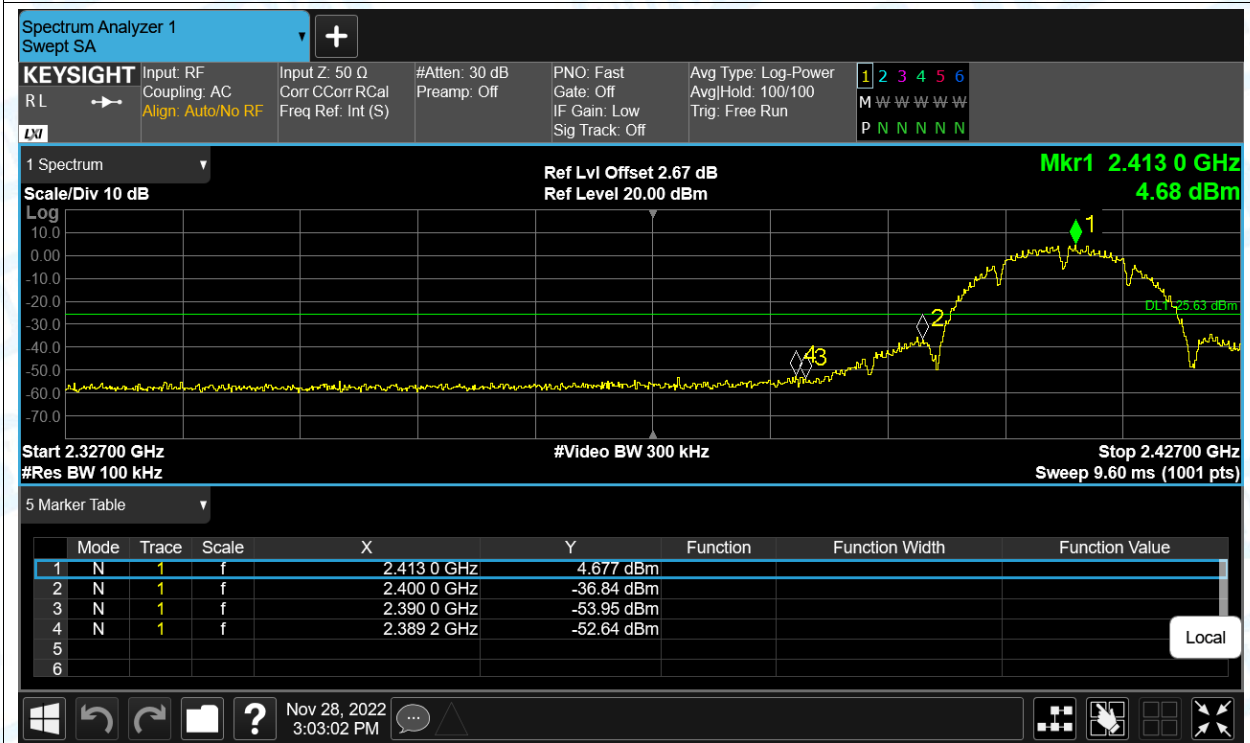 Spectrum Analyzer 1
Swept SA
KEYSIGHT Input: RF Input Z: 50 Ω #Atten: 30 dB PNO: Fast Avg Type: Log-Power 1 2 3 4 5 6
R L Coupling: AC Corr CCorr RCal Preamp: Off Gate: Off Avg|Hold: 100/100 M W W W W W
Align: Auto/No RF Freq Ref: Int (S) IF Gain: Low Trig: Free Run
LXI Sig Track: Off P N N N N N
1 Spectrum Ref Lvl Offset 2.67 dB Mkr1 2.413 0 GHz
Scale/Div 10 dB Ref Level 20.00 dBm 4.68 dBm
Log
1
10.0
0.00
-10.0
-20.0
DL1 -25.63 dBm
2
-30.0
-40.0
43
-50.0
-60.0
-70.0
Start 2.32700 GHz #Video BW 300 kHz Stop 2.42700 GHz
#Res BW 100 kHz Sweep 9.60 ms (1001 pts)
5 Marker Table
Mode Trace Scale X Y Function Function Width Function Value
1 N 1 f 2.413 0 GHz 4.677 dBm
2 N 1 f 2.400 0 GHz -36.84 dBm
3 N 1 f 2.390 0 GHz -53.95 dBm
4 N 1 f 2.389 2 GHz -52.64 dBm
5
6
Local
? Nov 28, 2022
3:03:02 PM